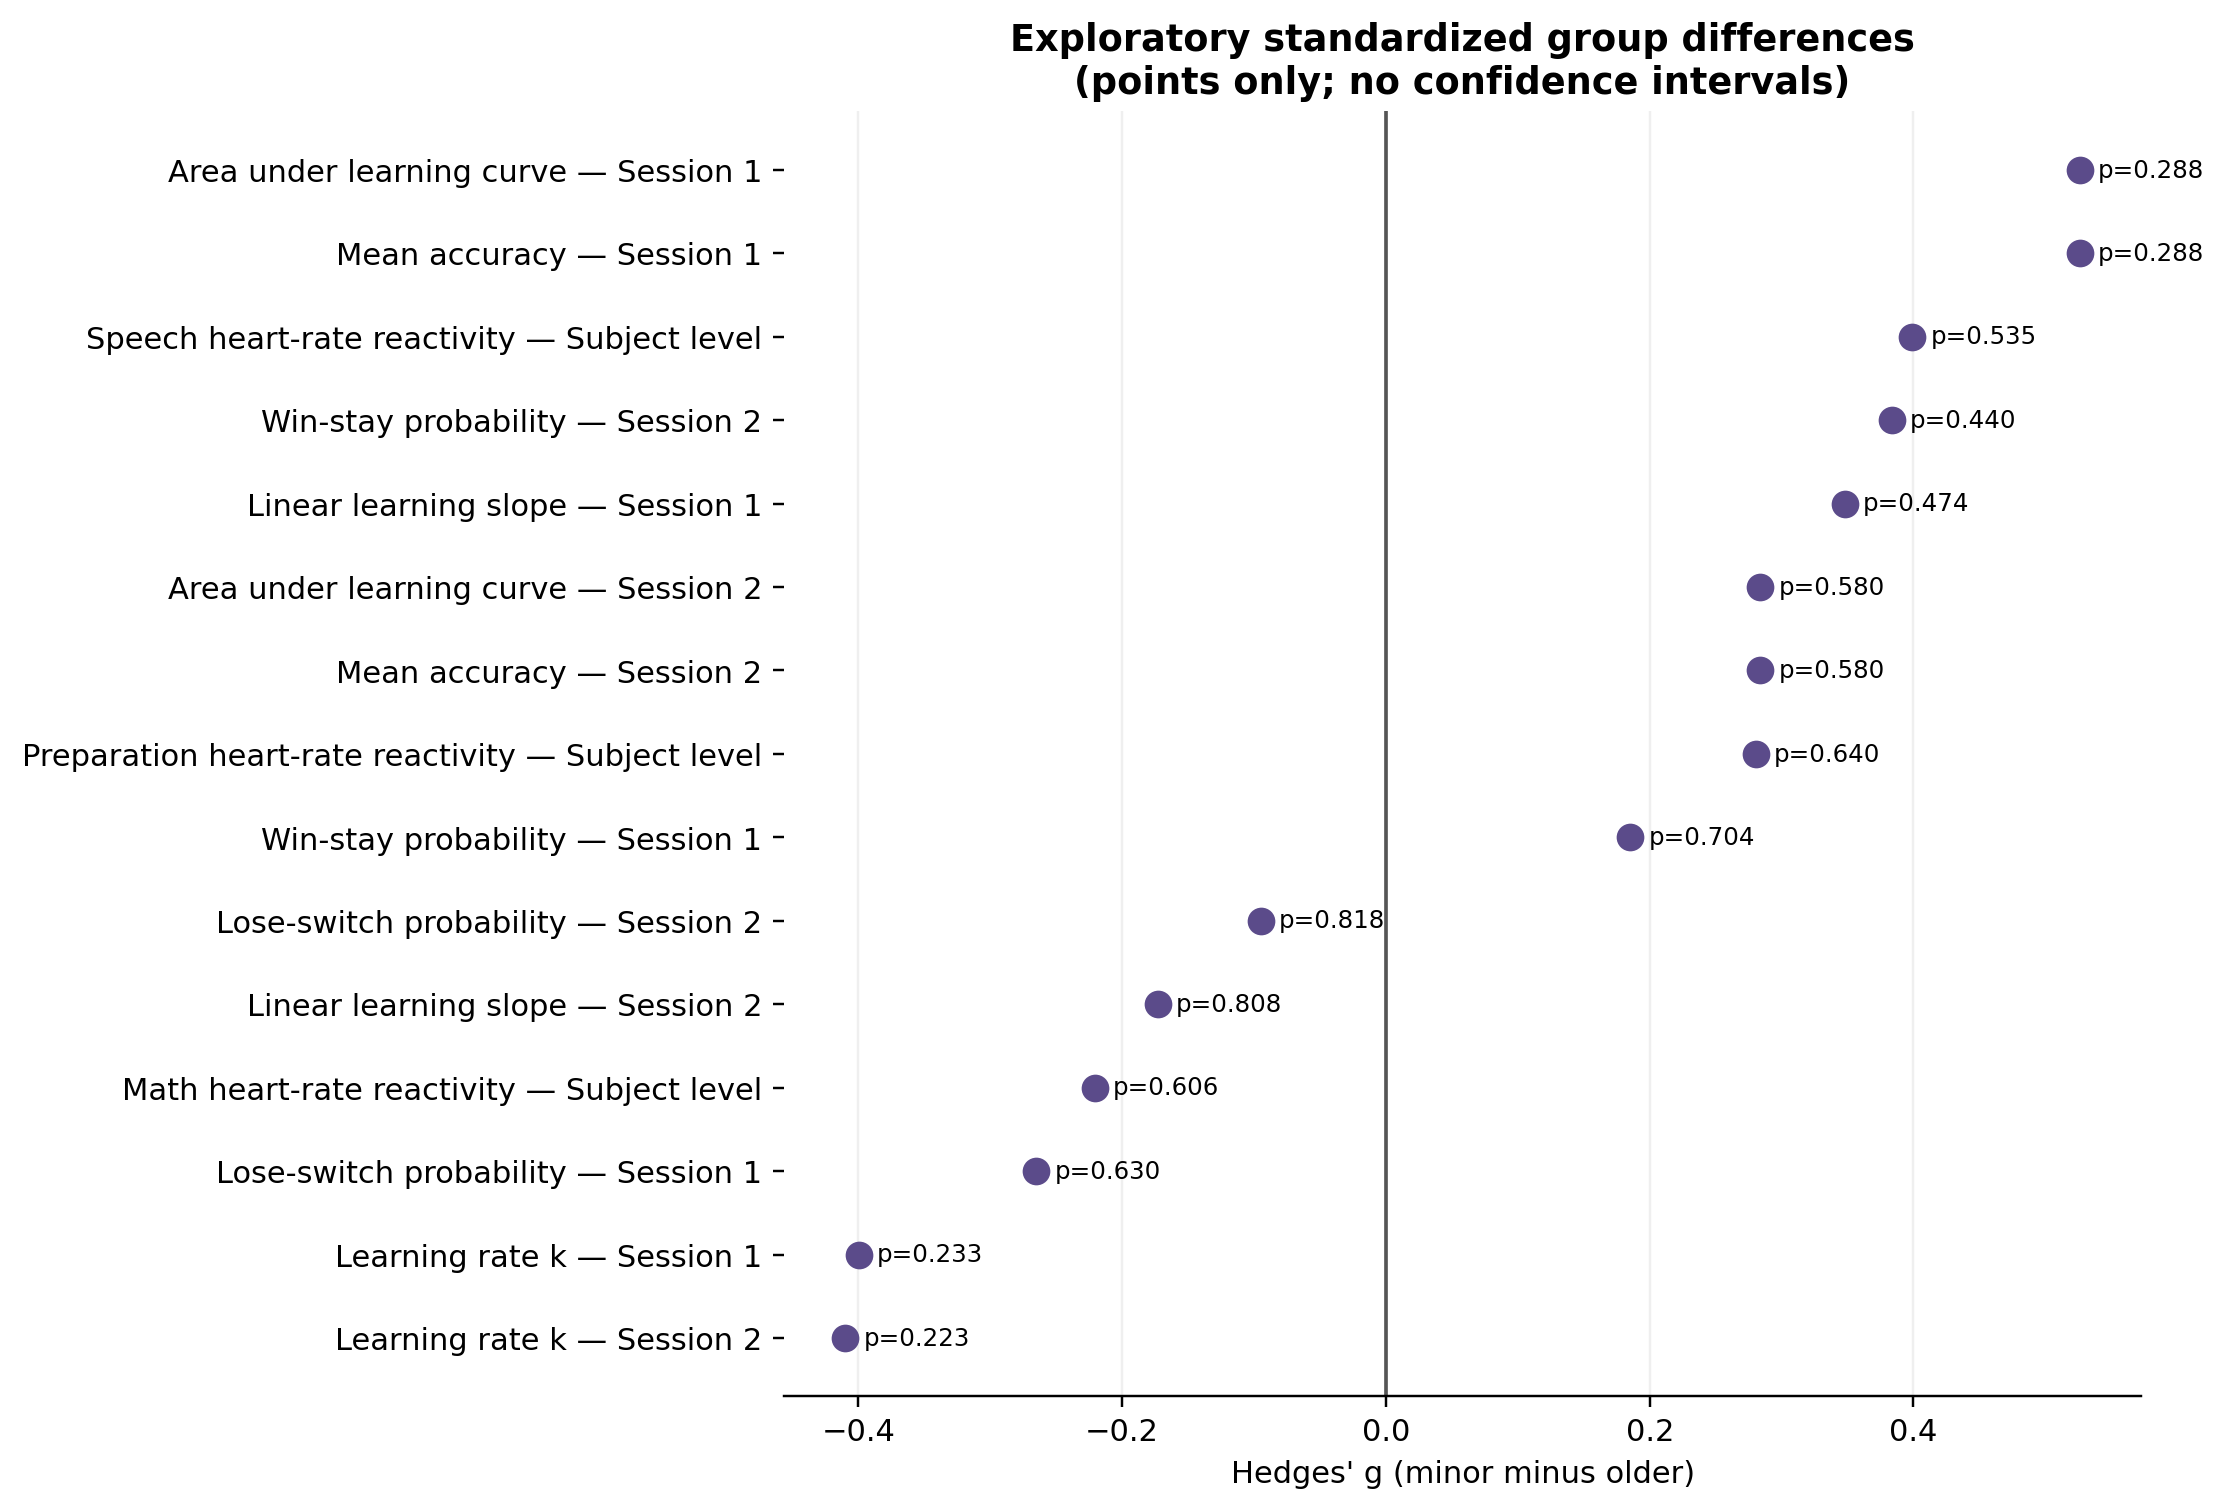 Exploratory standardized group differences
(points only; no confidence intervals)
Area under learning curve — Session 1 p=0.288
Mean accuracy — Session 1 p=0.288
Speech heart-rate reactivity — Subject level p=0.535
Win-stay probability — Session 2 p=0.440
Linear learning slope — Session 1 p=0.474
Area under learning curve — Session 2 p=0.580
Mean accuracy — Session 2 p=0.580
Preparation heart-rate reactivity — Subject level p=0.640
Win-stay probability — Session 1 p=0.704
Lose-switch probability — Session 2 p=0.818
Linear learning slope — Session 2 p=0.808
Math heart-rate reactivity — Subject level p=0.606
Lose-switch probability — Session 1 p=0.630
Learning rate k — Session 1 p=0.233
Learning rate k — Session 2 p=0.223
−0.4 −0.2 0.0 0.2 0.4
Hedges' g (minor minus older)